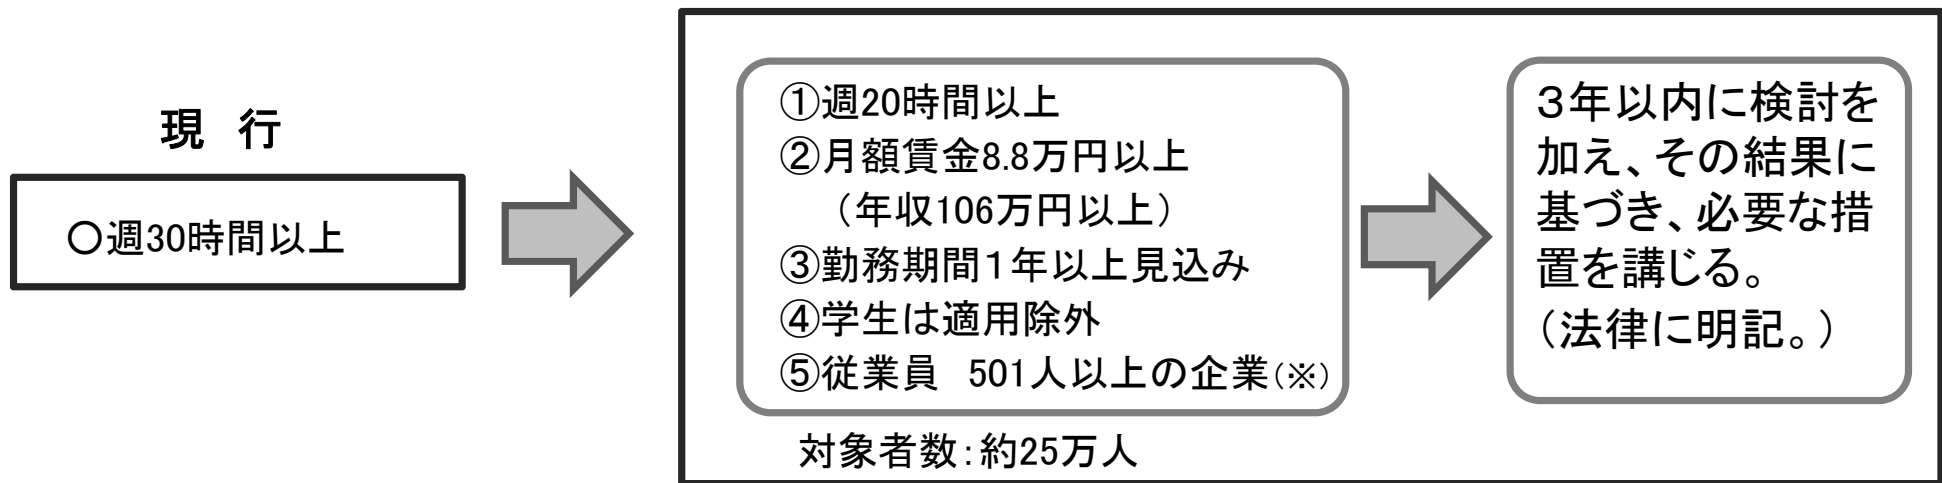 現　行
○週30時間以上
①週20時間以上
②月額賃金8.8万円以上
（年収106万円以上）
③勤務期間１年以上見込み
④学生は適用除外
⑤従業員　501人以上の企業(※)
対象者数:約25万人
３年以内に検討を
加え、その結果に
基づき、必要な措
置を講じる。
（法律に明記。）